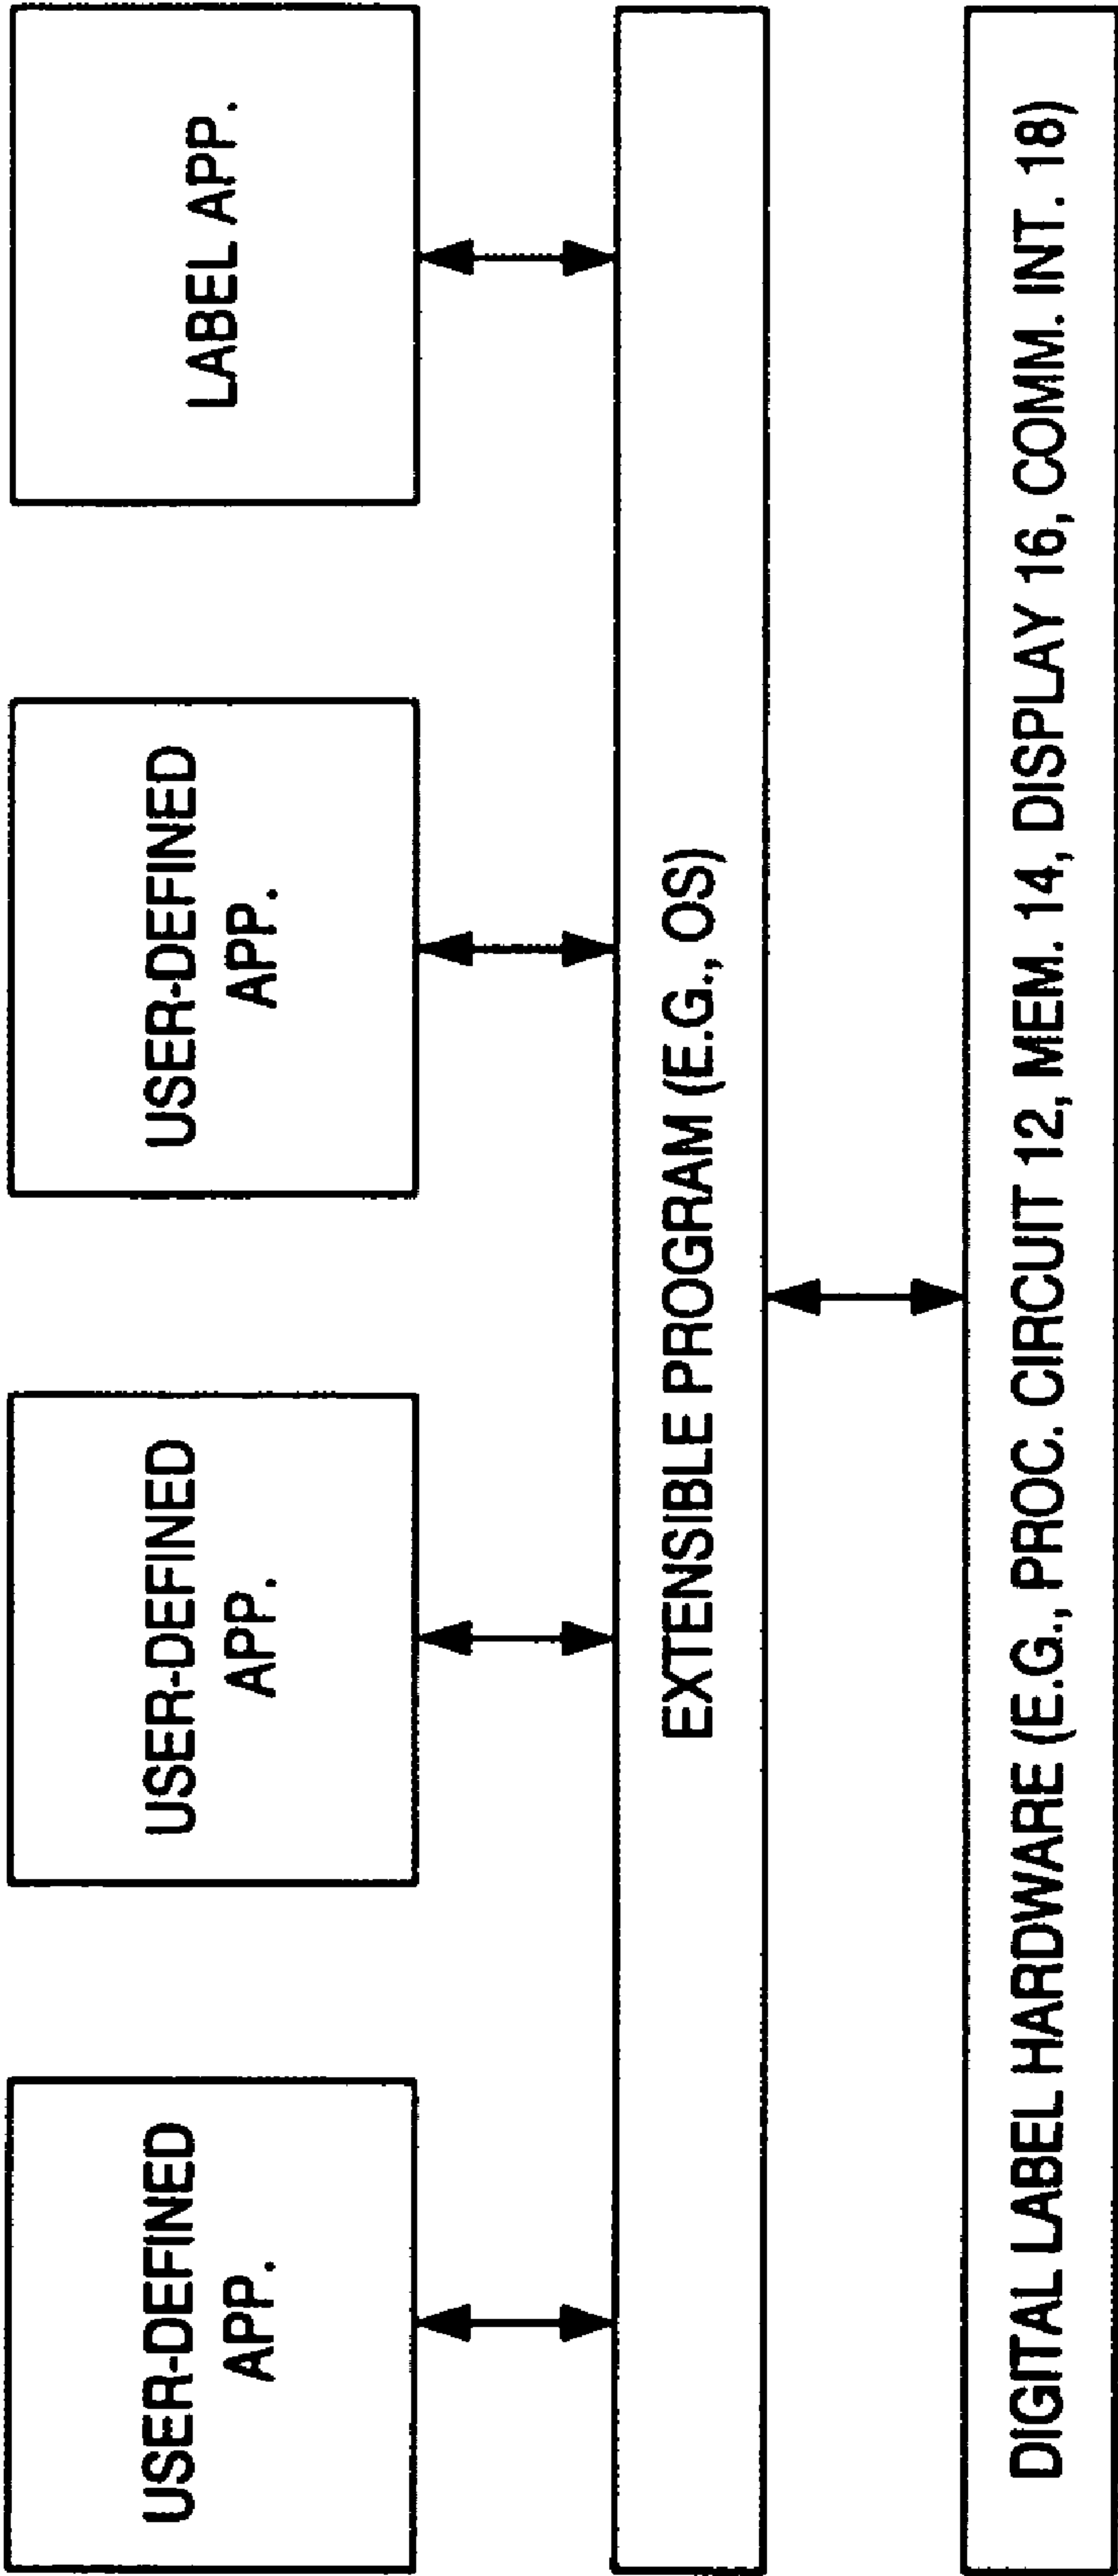 USER-DEFINED
APP.
USER-DEFINED
APP.
USER-DEFINED
APP.
LABEL APP.
EXTENSIBLE PROGRAM (E.G., OS)
DIGITAL LABEL HARDWARE (E.G., PROC. CIRCUIT 12, MEM. 14, DISPLAY 16, COMM. INT. 18)